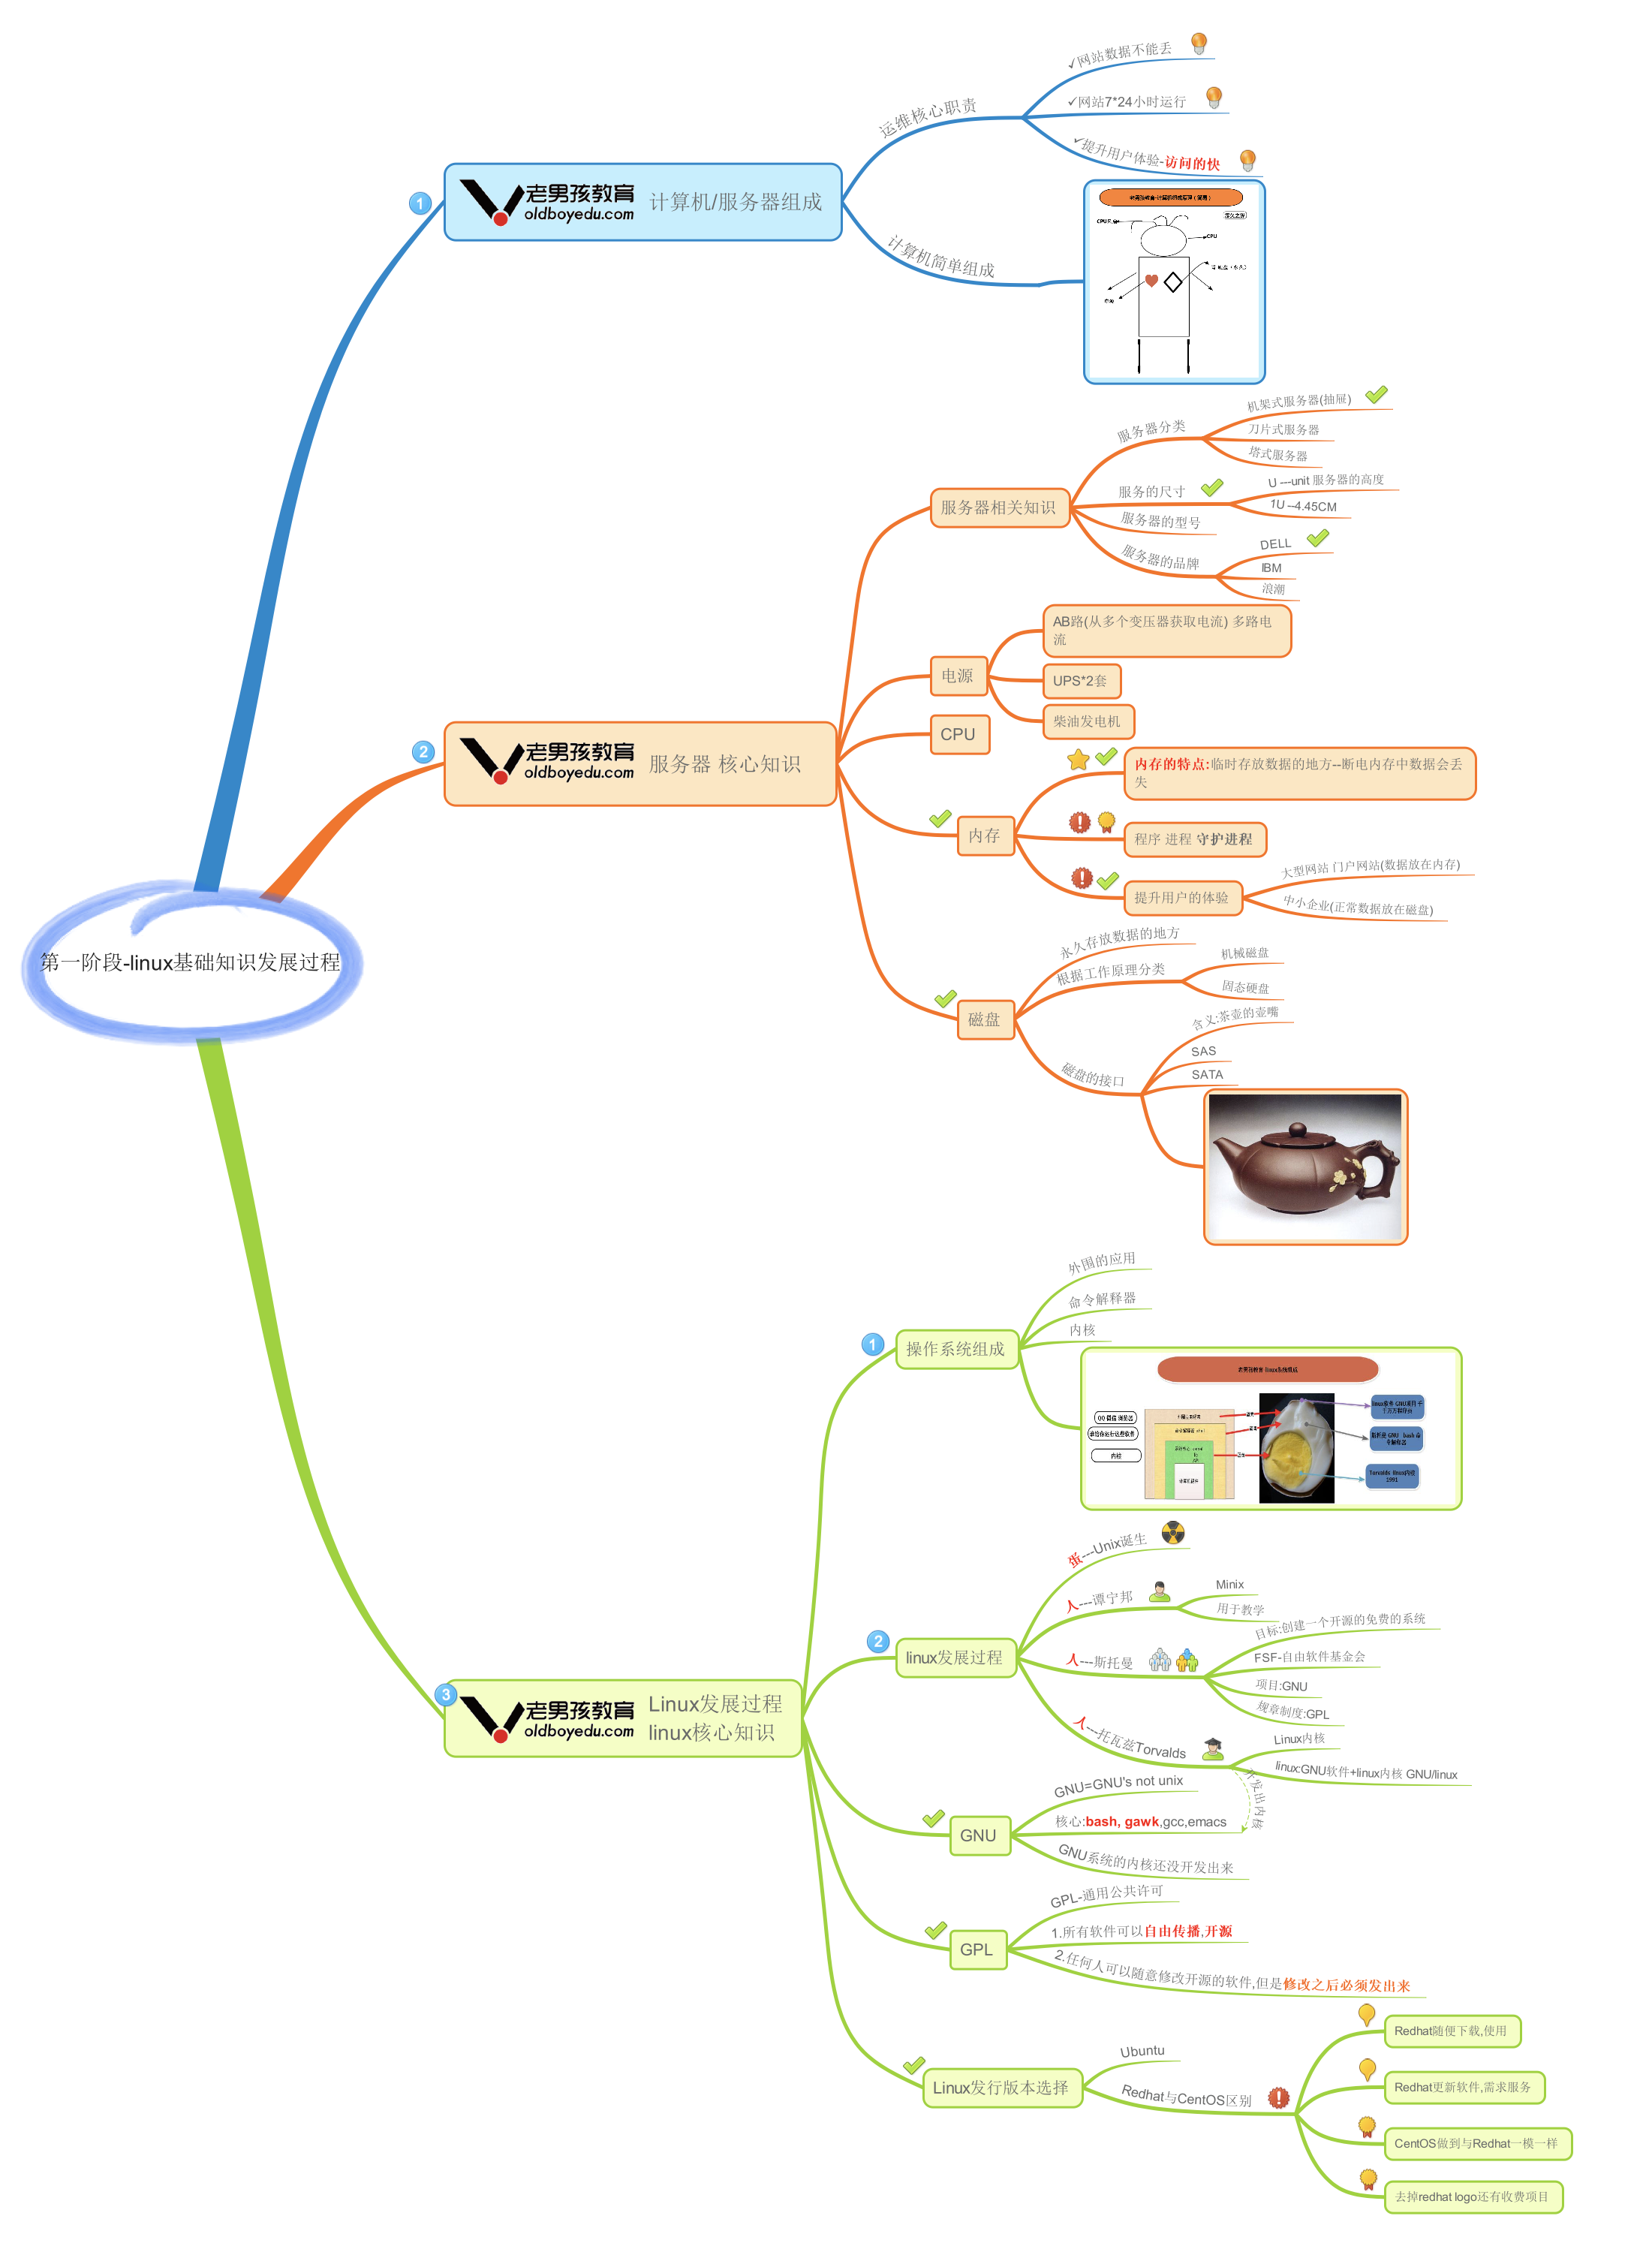 第一阶段-linux基础知识发展过程
1
老男孩教育
oldboyedu.com
计算机/服务器组成
运维核心职责
✓网站数据不能丢
✓网站7*24小时运行
✓提升用户体验-访问的快
计算机简单组成
CPU
2
老男孩教育
oldboyedu.com
服务器 核心知识
服务器相关知识
服务器分类
机架式服务器(抽屉)
刀片式服务器
塔式服务器
服务的尺寸
U ---unit 服务器的高度
1U --4.45CM
服务器的型号
服务器的品牌
DELL
IBM
浪潮
电源
AB路(从多个变压器获取电流) 多路电
流
UPS*2套
柴油发电机
CPU
内存
内存的特点:临时存放数据的地方--断电内存中数据会丢
失
程序 进程 守护进程
提升用户的体验
大型网站 门户网站(数据放在内存)
中小企业(正常数据放在磁盘)
磁盘
永久存放数据的地方
根据工作原理分类
机械磁盘
固态硬盘
磁盘的接口
含义:茶壶的壶嘴
SAS
SATA
3
老男孩教育
oldboyedu.com
Linux发展过程
linux核心知识
1
操作系统组成
外围的应用
命令解释器
内核
老男孩教育 linux系统组成
QQ 微信 浏览器
内核
2
linux发展过程
蛋---Unix诞生
人---谭宁邦
Minix
用于教学
人---斯托曼
目标:创建一个开源的免费的系统
FSF-自由软件基金会
项目:GNU
规章制度:GPL
人---托瓦兹Torvalds
Linux内核
linux:GNU软件+linux内核 GNU/linux
开发出内核
GNU
GNU=GNU's not unix
核心:bash, gawk,gcc,emacs
GNU系统的内核还没开发出来
GPL
GPL-通用公共许可
1.所有软件可以自由传播,开源
2.任何人可以随意修改开源的软件,但是修改之后必须发出来
Linux发行版本选择
Ubuntu
Redhat与CentOS区别
Redhat随便下载,使用
Redhat更新软件,需求服务
CentOS做到与Redhat一模一样
去掉redhat logo还有收费项目